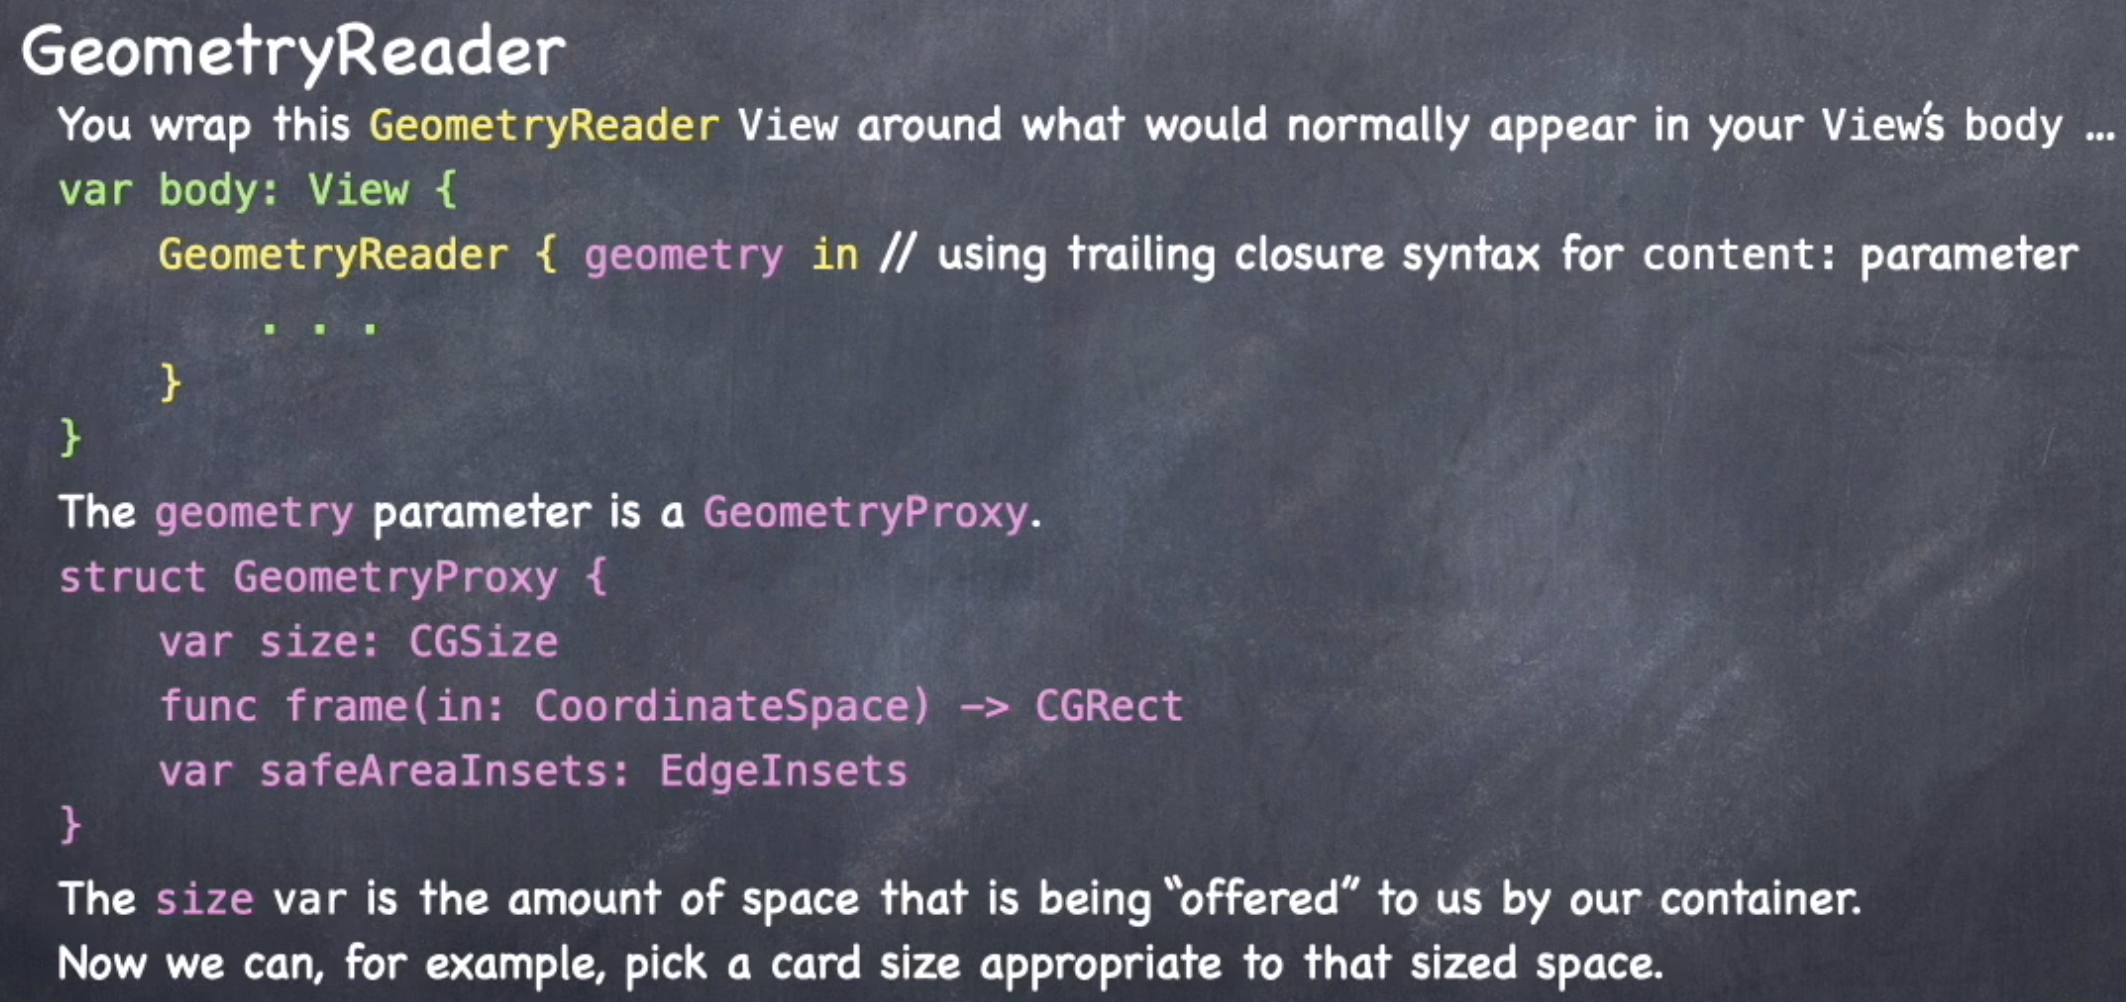 GeometryReader
You wrap this GeometryReader View around what would normally appear in your View's body ...
var body: View {
GeometryReader { geometry in // using trailing closure syntax for content: parameter
. . .
}
}
The geometry parameter is a GeometryProxy.
struct GeometryProxy {
var size: CGSize
func frame(in: CoordinateSpace) -> CGRect
var safeAreaInsets: EdgeInsets
}
The size var is the amount of space that is being “offered” to us by our container.
Now we can, for example, pick a card size appropriate to that sized space.